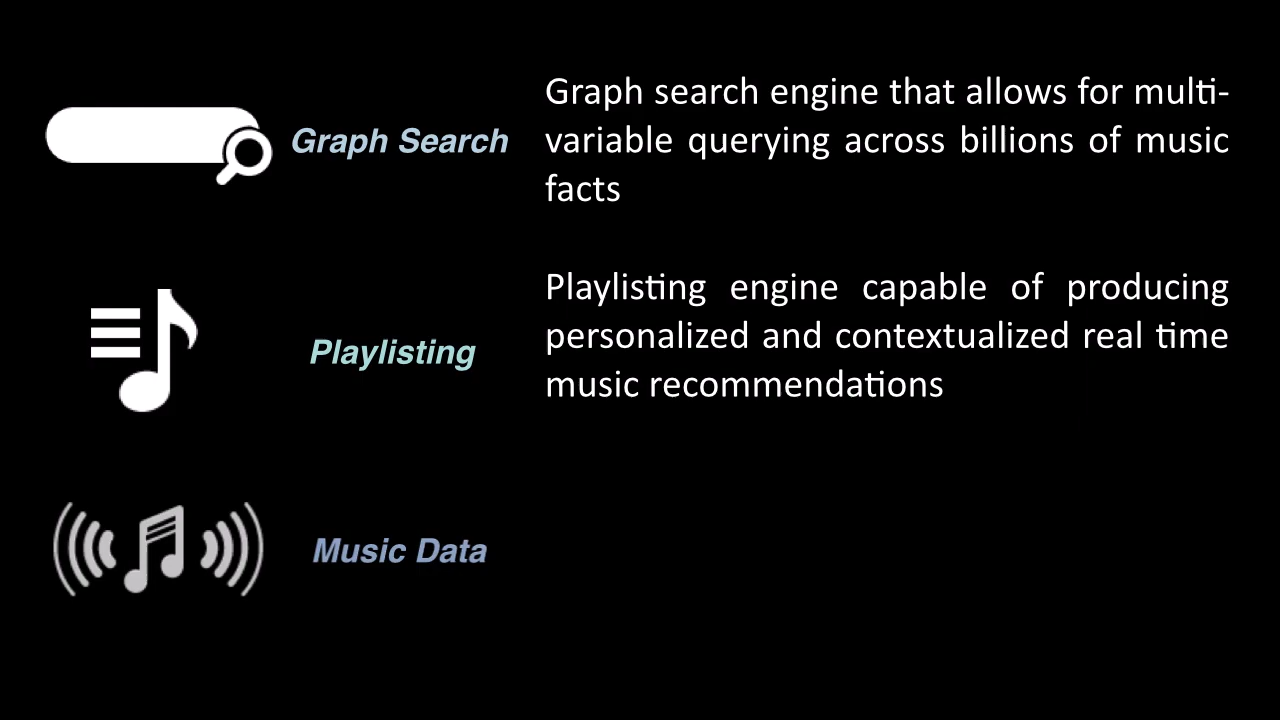 Graph Search
Graph search engine that allows for multi-
variable querying across billions of music
facts
Playlisting
Playlisting engine capable of producing
personalized and contextualized real time
music recommendations
Music Data